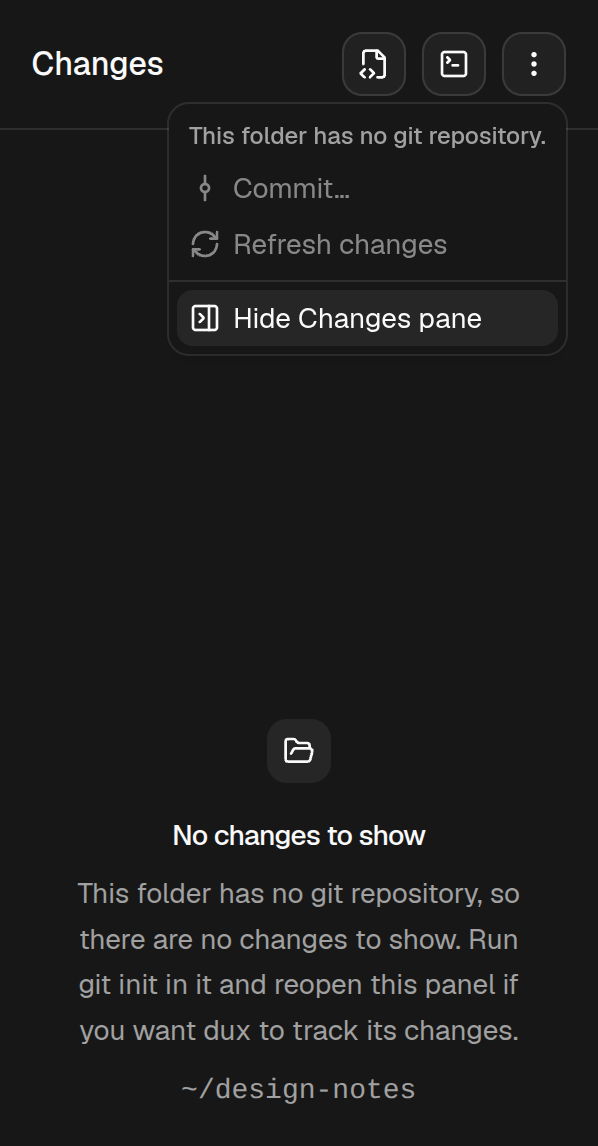 Changes
This folder has no git repository.
Commit…
Refresh changes
Hide Changes pane
No changes to show
This folder has no git repository, so
there are no changes to show. Run
git init in it and reopen this panel if
you want dux to track its changes.
~/design-notes